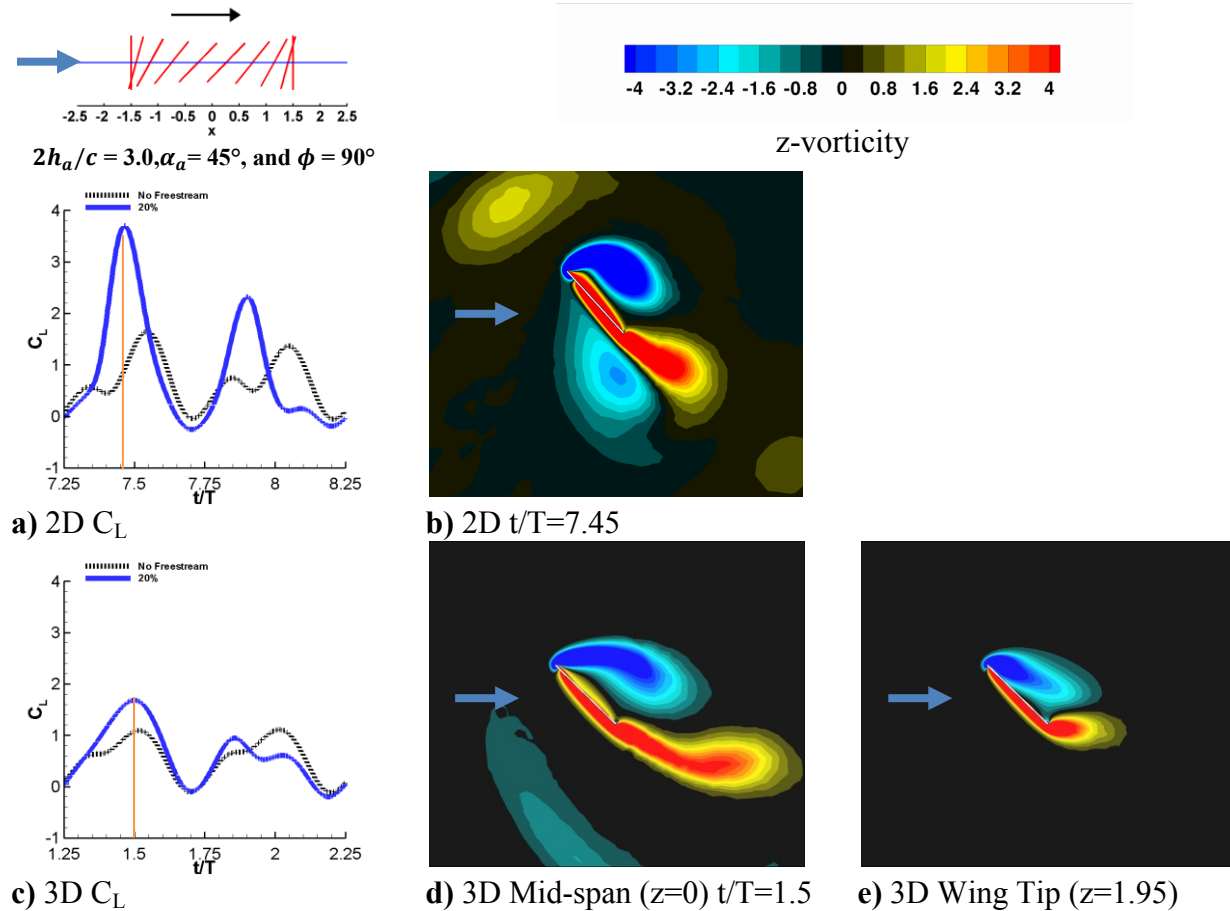 -2.5 -2 -1.5 -1 -0.5 0 0.5 1 1.5 2 2.5
x
2hₐ/c = 3.0,αₐ= 45°, and ϕ = 90°
-4 -3.2 -2.4 -1.6 -0.8 0 0.8 1.6 2.4 3.2 4
z-vorticity
No Freestream
20%
4
3
2
1
0
-1
C_L
7.25 7.5 7.75 8 8.25
t/T
a) 2D C_L
b) 2D t/T=7.45
No Freestream
20%
4
3
2
1
0
-1
C_L
1.25 1.5 1.75 2 2.25
t/T
c) 3D C_L
d) 3D Mid-span (z=0) t/T=1.5
e) 3D Wing Tip (z=1.95)